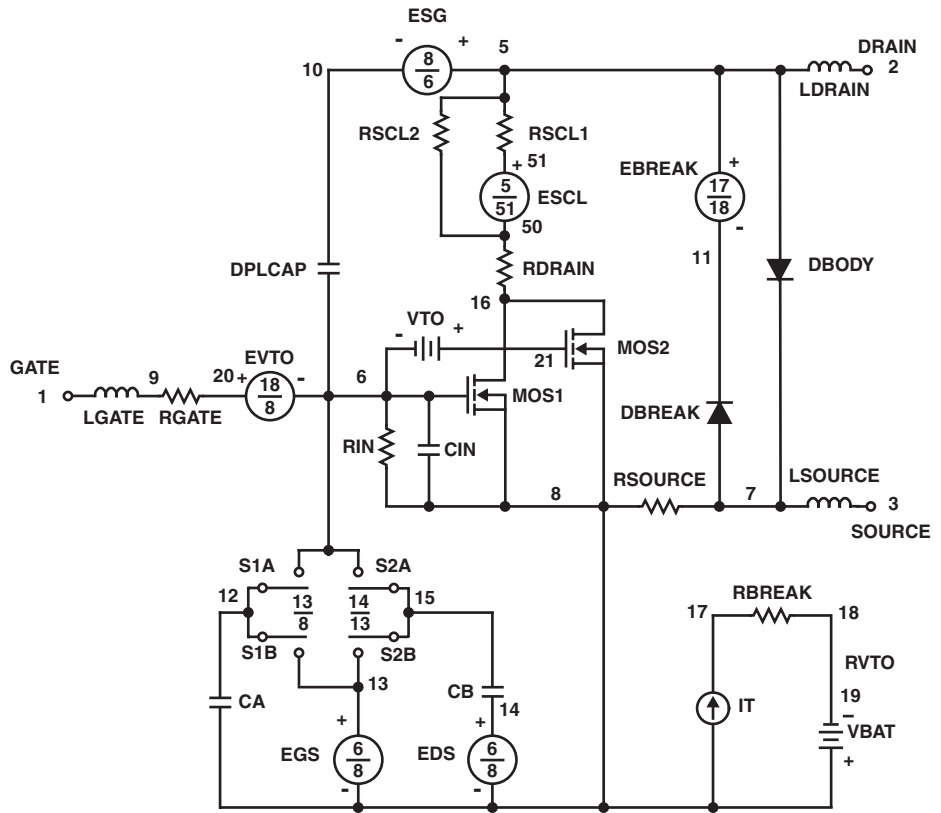 ESG
- +
8
6
10
5
DRAIN
2
LDRAIN
RSCL2
RSCL1
+ 51
5
51
ESCL
50
EBREAK
+
17
18
-
11
DBODY
DPLCAP
RDRAIN
16
VTO
- +
21
MOS2
GATE
1
9
LGATE
RGATE
20
+
EVTO
18
8
-
6
MOS1
RIN
CIN
DBREAK
RSOURCE
8
7
LSOURCE
3
SOURCE
S1A
S2A
12
13
8
14
13
15
S1B
S2B
13
CA
CB
14
+
EGS
6
8
-
+
EDS
6
8
-
RBREAK
17
18
RVTO
19
IT
-
VBAT
+